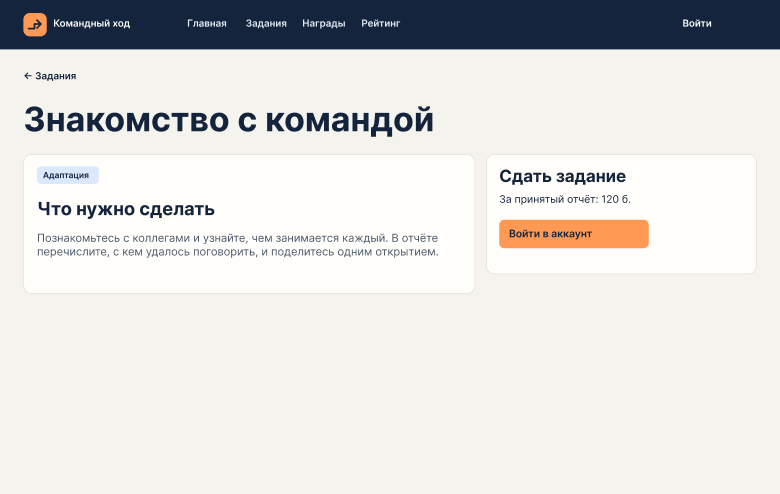 Командный ход
Главная
Задания
Награды
Рейтинг
Войти
← Задания
Знакомство с командой
Адаптация
Что нужно сделать
Познакомьтесь с коллегами и узнайте, чем занимается каждый. В отчёте
перечислите, с кем удалось поговорить, и поделитесь одним открытием.
Сдать задание
За принятый отчёт: 120 б.
Войти в аккаунт